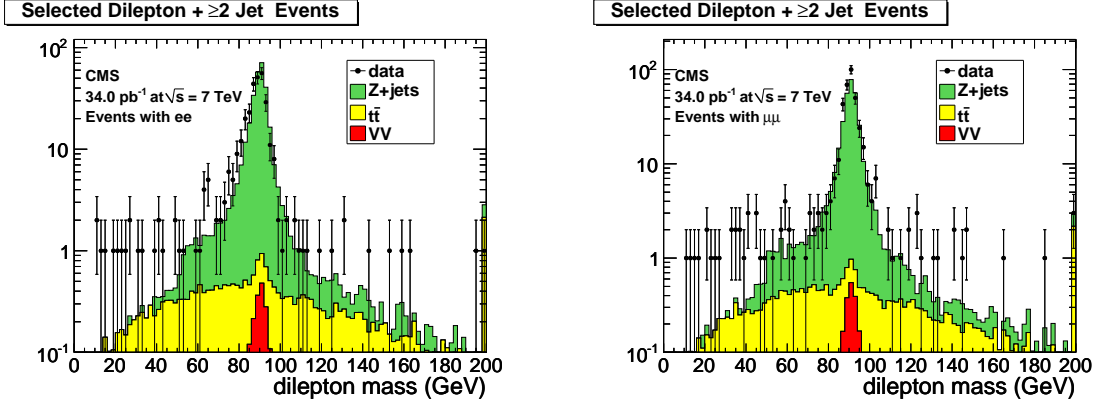 Selected Dilepton + ≥2 Jet Events
CMS
34.0 pb⁻¹ at √s = 7 TeV
Events with ee
data
Z+jets
tt̄
VV
10²
10
1
10⁻¹
0 20 40 60 80 100 120 140 160 180 200
dilepton mass (GeV)
Selected Dilepton + ≥2 Jet Events
CMS
34.0 pb⁻¹ at √s = 7 TeV
Events with μμ
data
Z+jets
tt̄
VV
10²
10
1
10⁻¹
0 20 40 60 80 100 120 140 160 180 200
dilepton mass (GeV)